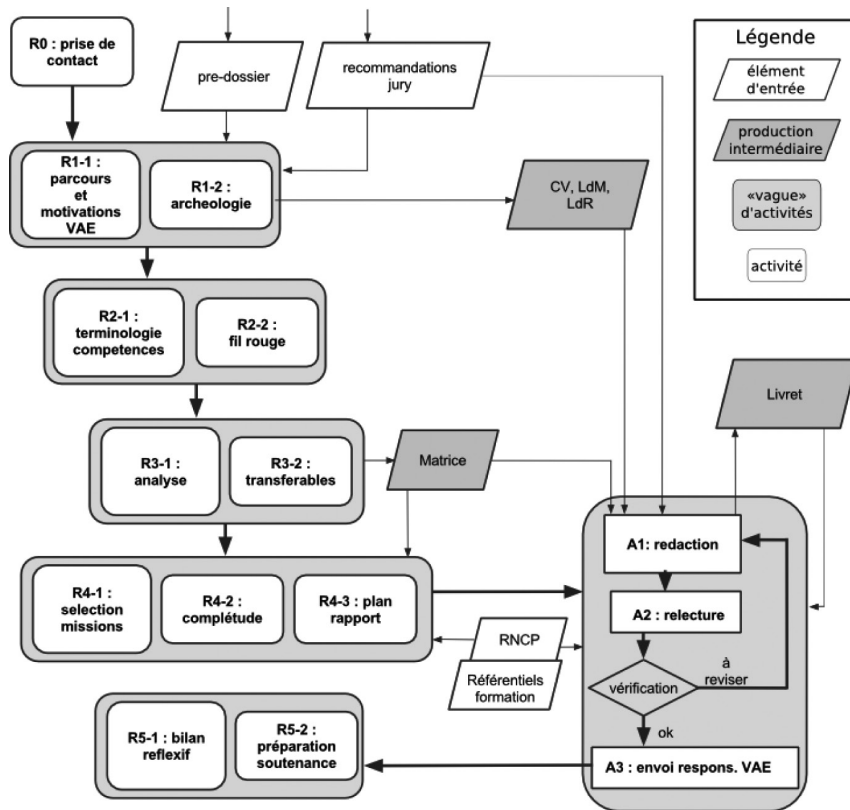 R0 : prise de
contact
pre-dossier
recommandations
jury
Légende
élément
d'entrée
production
intermédiaire
«vague»
d'activités
activité
R1-1 :
parcours
et
motivations
VAE
R1-2 :
archeologie
CV, LdM,
LdR
R2-1 :
terminologie
competences
R2-2 :
fil rouge
Livret
R3-1 :
analyse
R3-2 :
transferables
Matrice
A1: redaction
R4-1 :
selection
missions
R4-2 :
complétude
R4-3 : plan
rapport
A2 : relecture
RNCP
Référentiels
formation
vérification
à
reviser
ok
R5-1 : bilan
reflexif
R5-2 :
préparation
soutenance
A3 : envoi respons. VAE